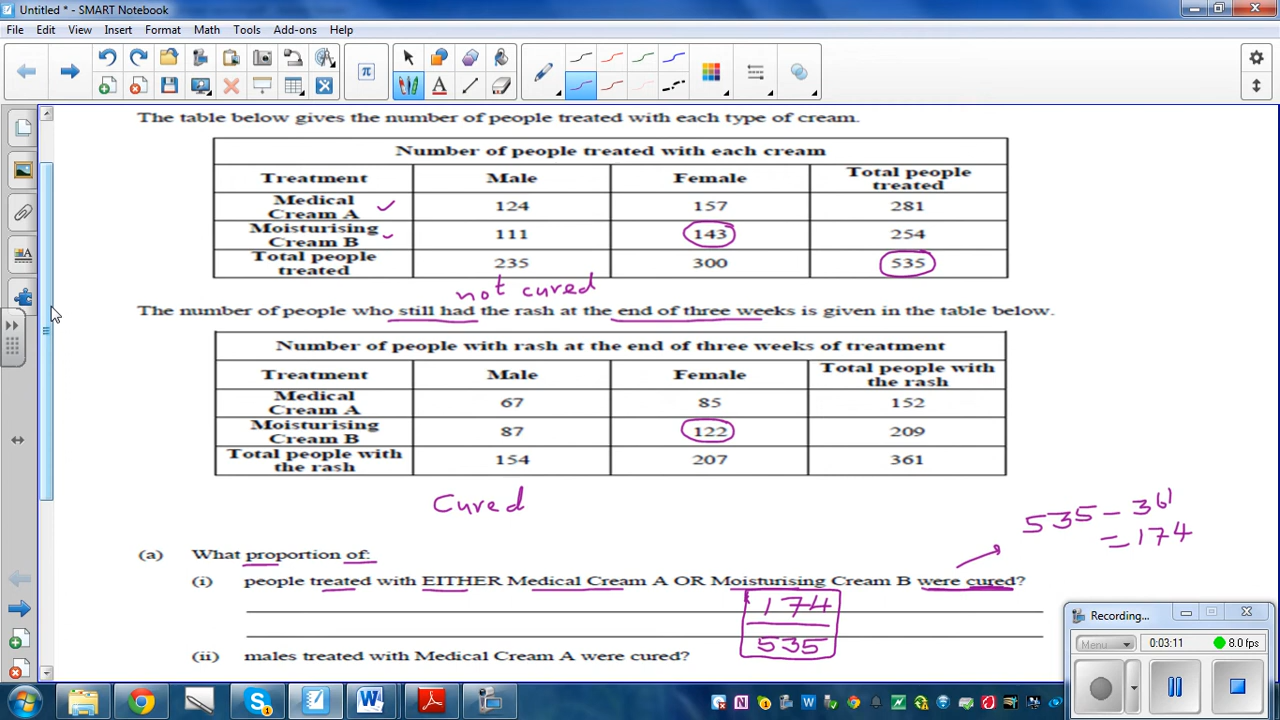 Untitled * - SMART Notebook
File Edit View Insert Format Math Tools Add-ons Help
The table below gives the number of people treated with each type of cream.
Number of people treated with each cream
Treatment Male Female Total people treated
Medical Cream A 124 157 281
Moisturising Cream B 111 143 254
Total people treated 235 300 535
not cured
The number of people who still had the rash at the end of three weeks is given in the table below.
Number of people with rash at the end of three weeks of treatment
Treatment Male Female Total people with the rash
Medical Cream A 67 85 152
Moisturising Cream B 87 122 209
Total people with the rash 154 207 361
Cured
535 - 361
= 174
(a) What proportion of:
(i) people treated with EITHER Medical Cream A OR Moisturising Cream B were cured?
174
535
(ii) males treated with Medical Cream A were cured?
Recording...
Menu 0:03:11 8.0 fps